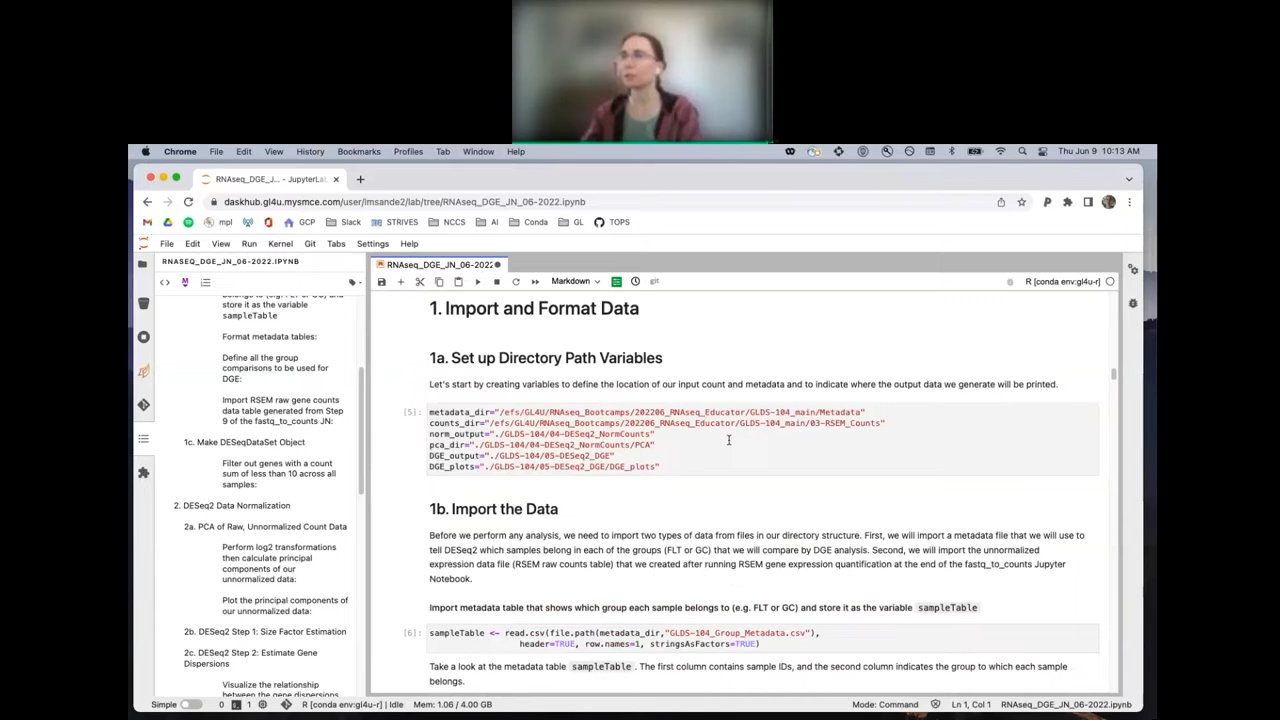 Chrome File Edit View History Bookmarks Profiles Tab Window Help Thu Jun 9 10:13 AM
RNAseq_DGE_J... - JupyterLab
daskhub.gl4u.mysmce.com/user/lmsande2/lab/tree/RNAseq_DGE_JN_06-2022.ipynb
mpl GCP Slack STRIVES NCCS AI Conda GL TOPS
File Edit View Run Kernel Git Tabs Settings Help
RNASEQ_DGE_JN_06-2022.IPYNB
RNAseq_DGE_JN_06-2022
Markdown git R [conda env:gl4u-r]
belongs to (e.g. FLT or GC) and
store it as the variable
sampleTable
Format metadata tables:
Define all the group
comparisons to be used for
DGE:
Import RSEM raw gene counts
data table generated from Step
9 of the fastq_to_counts JN:
1c. Make DESeqDataSet Object
Filter out genes with a count
sum of less than 10 across all
samples:
2. DESeq2 Data Normalization
2a. PCA of Raw, Unnormalized Count Data
Perform log2 transformations
then calculate principal
components of our
unnormalized data:
Plot the principal components
of our unnormalized data:
2b. DESeq2 Step 1: Size Factor Estimation
2c. DESeq2 Step 2: Estimate Gene
Dispersions
Visualize the relationship
between the gene dispersions
1. Import and Format Data
1a. Set up Directory Path Variables
Let's start by creating variables to define the location of our input count and metadata and to indicate where the output data we generate will be printed.
[5]: metadata_dir="/efs/GL4U/RNAseq_Bootcamps/202206_RNAseq_Educator/GLDS-104_main/Metadata"
counts_dir="/efs/GL4U/RNAseq_Bootcamps/202206_RNAseq_Educator/GLDS-104_main/03-RSEM_Counts"
norm_output="./GLDS-104/04-DESeq2_NormCounts"
pca_dir="./GLDS-104/04-DESeq2_NormCounts/PCA"
DGE_output="./GLDS-104/05-DESeq2_DGE"
DGE_plots="./GLDS-104/05-DESeq2_DGE/DGE_plots"
1b. Import the Data
Before we perform any analysis, we need to import two types of data from files in our directory structure. First, we will import a metadata file that we will use to
tell DESeq2 which samples belong in each of the groups (FLT or GC) that we will compare by DGE analysis. Second, we will import the unnormalized
expression data file (RSEM raw counts table) that we created after running RSEM gene expression quantification at the end of the fastq_to_counts Jupyter
Notebook.
Import metadata table that shows which group each sample belongs to (e.g. FLT or GC) and store it as the variable sampleTable
[6]: sampleTable <- read.csv(file.path(metadata_dir,"GLDS-104_Group_Metadata.csv"),
header=TRUE, row.names=1, stringsAsFactors=TRUE)
Take a look at the metadata table sampleTable . The first column contains sample IDs, and the second column indicates the group to which each sample
belongs.
Simple 0 1 R [conda env:gl4u-r] | Idle Mem: 1.06 / 4.00 GB Mode: Command Ln 1, Col 1 RNAseq_DGE_JN_06-2022.ipynb